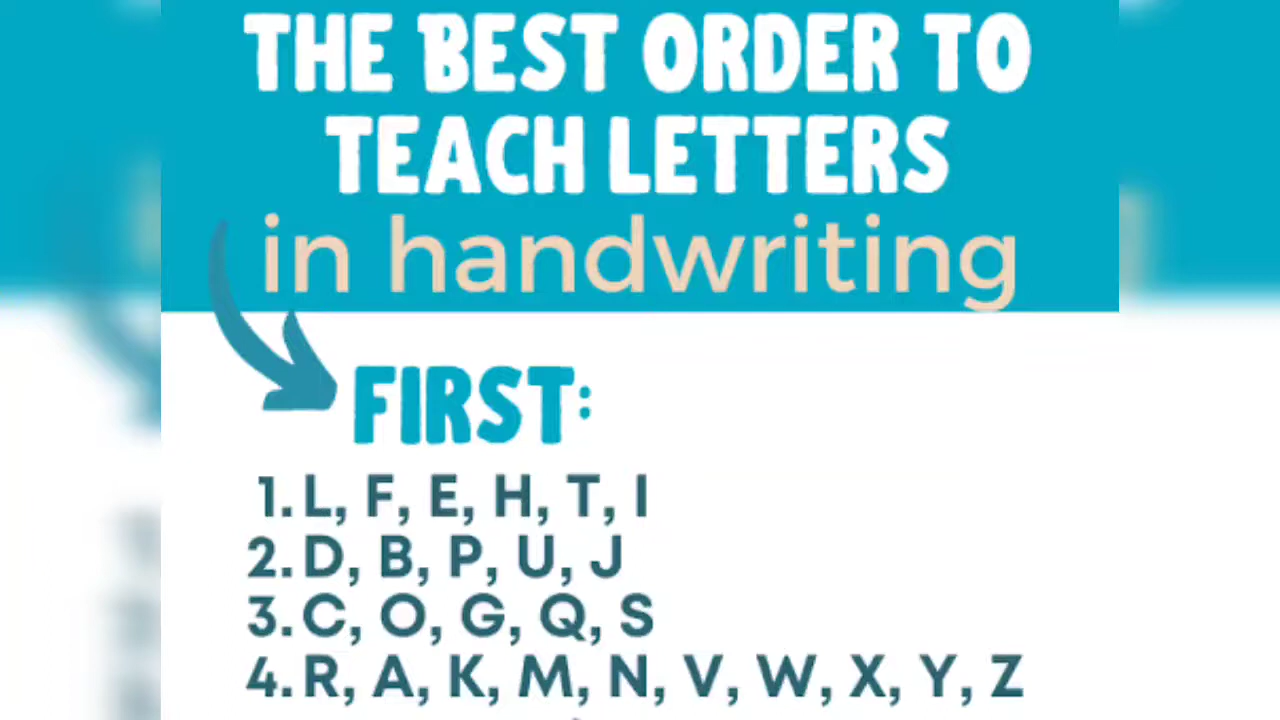 THE BEST ORDER TO
TEACH LETTERS
in handwriting
FIRST:
1. L, F, E, H, T, I
2. D, B, P, U, J
3. C, O, G, Q, S
4. R, A, K, M, N, V, W, X, Y, Z